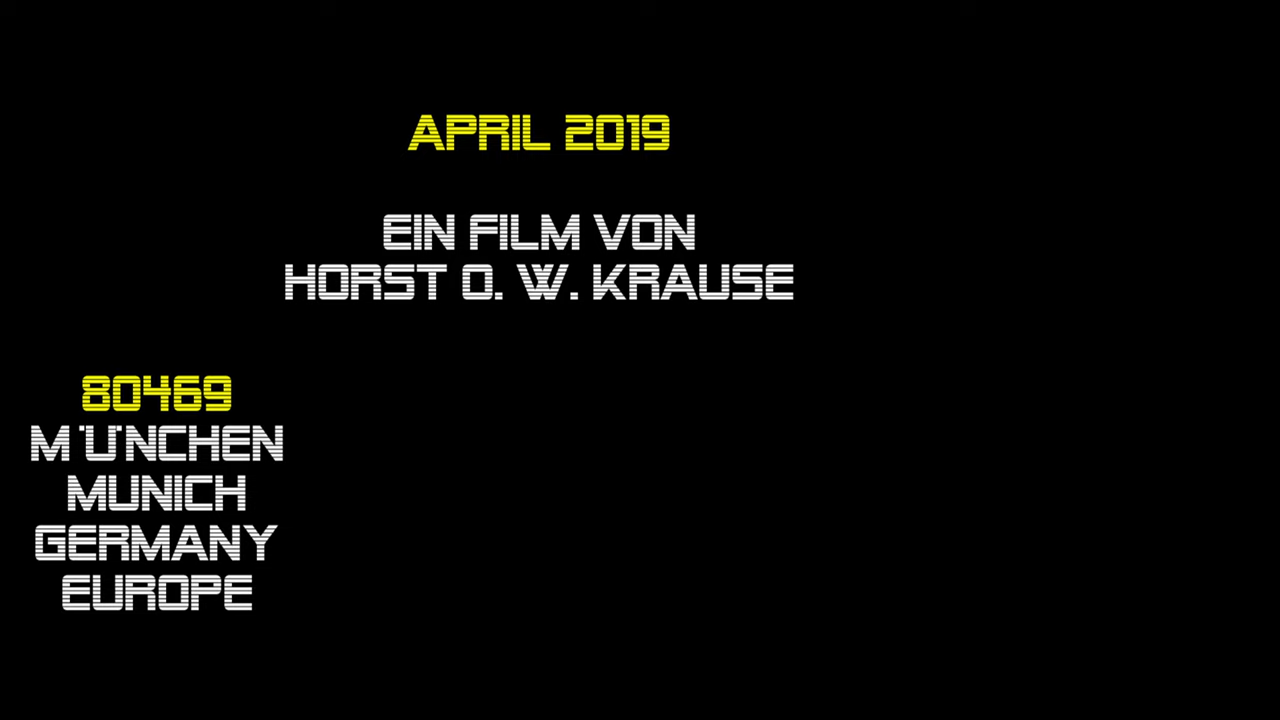 APRIL 2019
EIN FILM VON
HORST O. W. KRAUSE
80469
MÜNCHEN
MUNICH
GERMANY
EUROPE